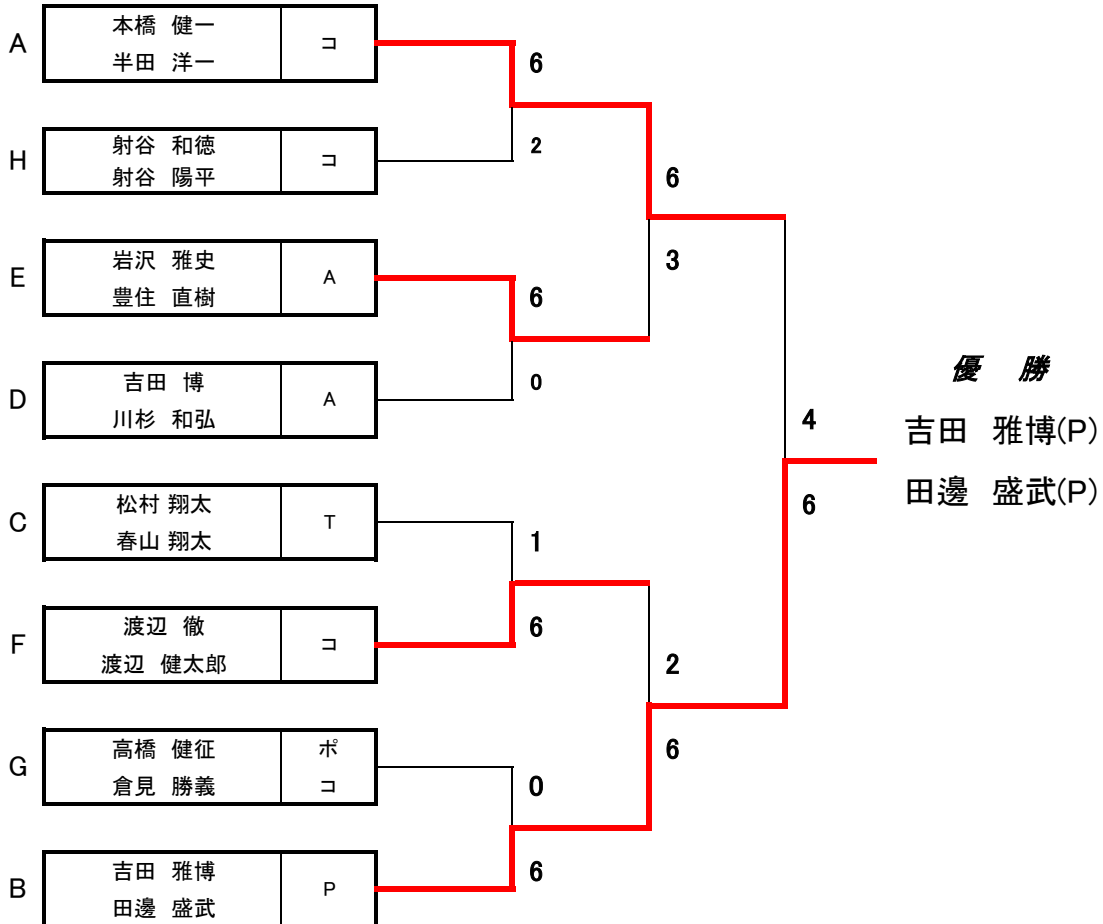 A
本橋 健一
半田 洋一
コ
6
H
射谷 和徳
射谷 陽平
コ
2
6
E
岩沢 雅史
豊住 直樹
A
6
3
D
吉田 博
川杉 和弘
A
0
優 勝
4
吉田 雅博(P)
田邊 盛武(P)
6
C
松村 翔太
春山 翔太
T
1
F
渡辺 徹
渡辺 健太郎
コ
6
2
G
高橋 健征
倉見 勝義
ポ
コ
0
6
B
吉田 雅博
田邊 盛武
P
6